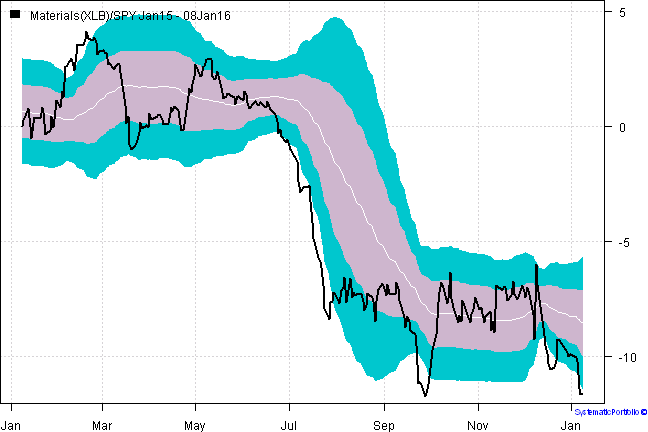 Materials(XLB)/SPY Jan15 - 08Jan16
5
0
-5
-10
SystematicPortfolio ©
Jan Mar May Jul Sep Nov Jan